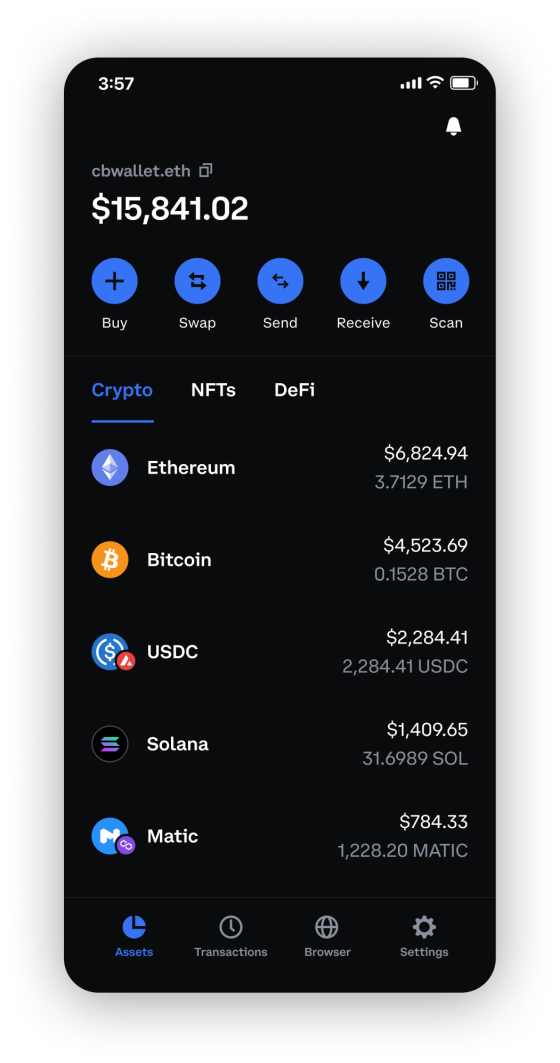 3:57
cbwallet.eth
$15,841.02
Buy Swap Send Receive Scan
Crypto NFTs DeFi
Ethereum $6,824.94
3.7129 ETH
Bitcoin $4,523.69
0.1528 BTC
USDC $2,284.41
2,284.41 USDC
Solana $1,409.65
31.6989 SOL
Matic $784.33
1,228.20 MATIC
Assets Transactions Browser Settings